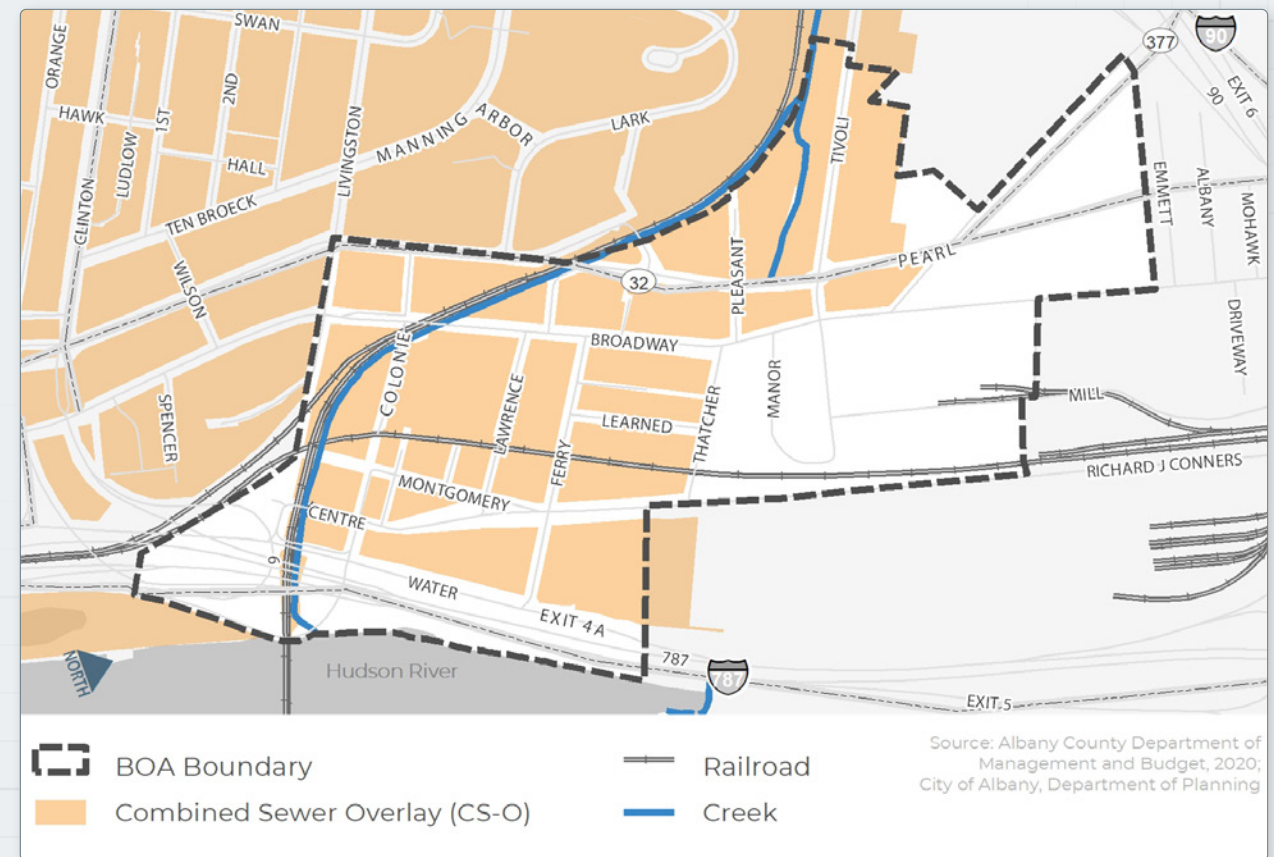 SWAN
ORANGE
377
90
2ND
HAWK
1ST
LIVINGSTON
MANNING
ARBOR
LARK
EXIT 6
90
LUDLOW
HALL
TIVOLI
CLINTON
TEN BROECK
EMMETT
ALBANY
MOHAWK
WILSON
PLEASANT
PEARL
32
COLONIE
BROADWAY
DRIVEWAY
SPENCER
LAWRENCE
LEARNED
THATCHER
MANOR
MILL
FERRY
RICHARD J CONNERS
MONTGOMERY
CENTRE
9
WATER
EXIT 4A
NORTH
Hudson River
787
787
EXIT 5
BOA Boundary
Combined Sewer Overlay (CS-O)
Railroad
Creek
Source: Albany County Department of
Management and Budget, 2020;
City of Albany, Department of Planning